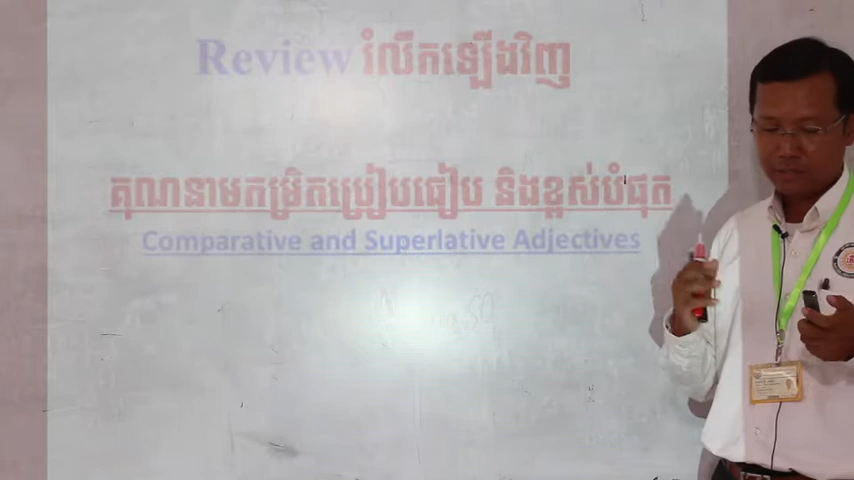 Review រំលឹកឡើងវិញ
គុណនាមកម្រិតប្រៀបធៀប និងខ្ពស់បំផុត
Comparative and Superlative Adjectives